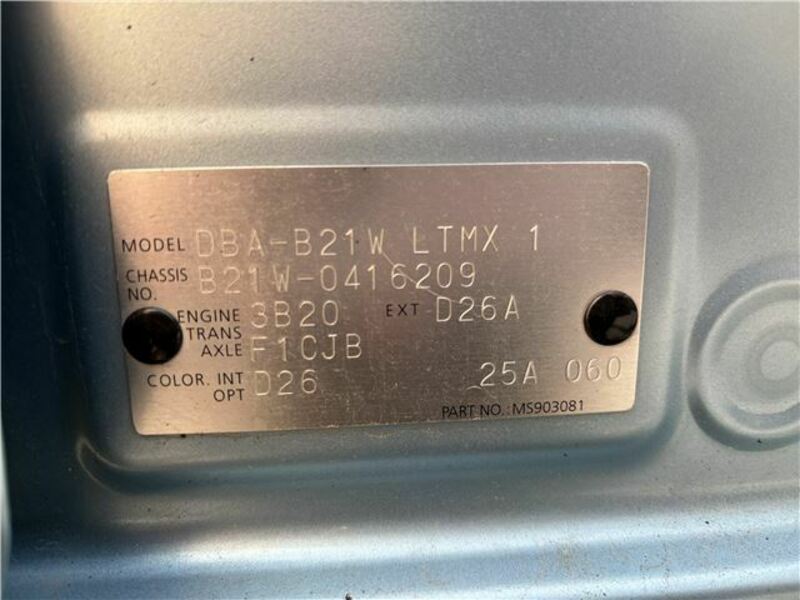 MODEL DBA-B21W LTMX 1
CHASSIS NO. B21W-0416209
ENGINE 3B20 EXT D26A
TRANS AXLE F1CJB
COLOR. INT OPT D26 25A 060
PART NO.: MS903081